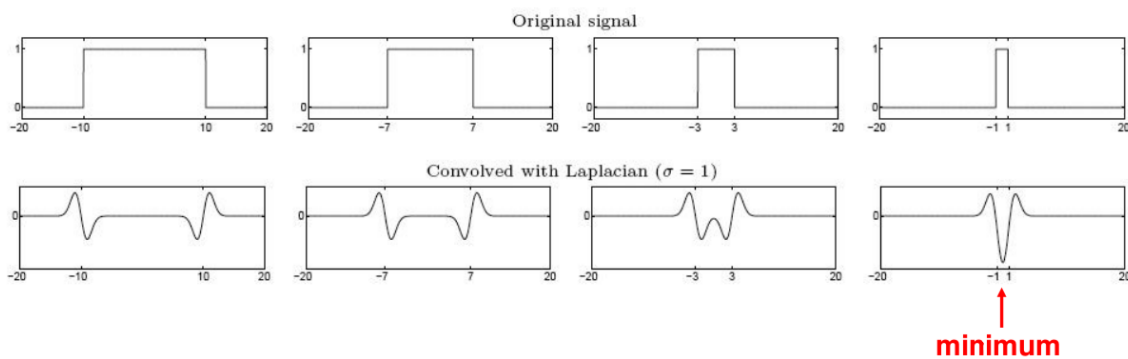 Original signal
1 1 1 1
0 0 0 0
-20 -10 10 20 -20 -7 7 20 -20 -3 3 20 -20 -1 1 20
Convolved with Laplacian (σ = 1)
0 0 0 0
-20 -10 10 20 -20 -7 7 20 -20 -3 3 20 -20 -1 1 20
minimum